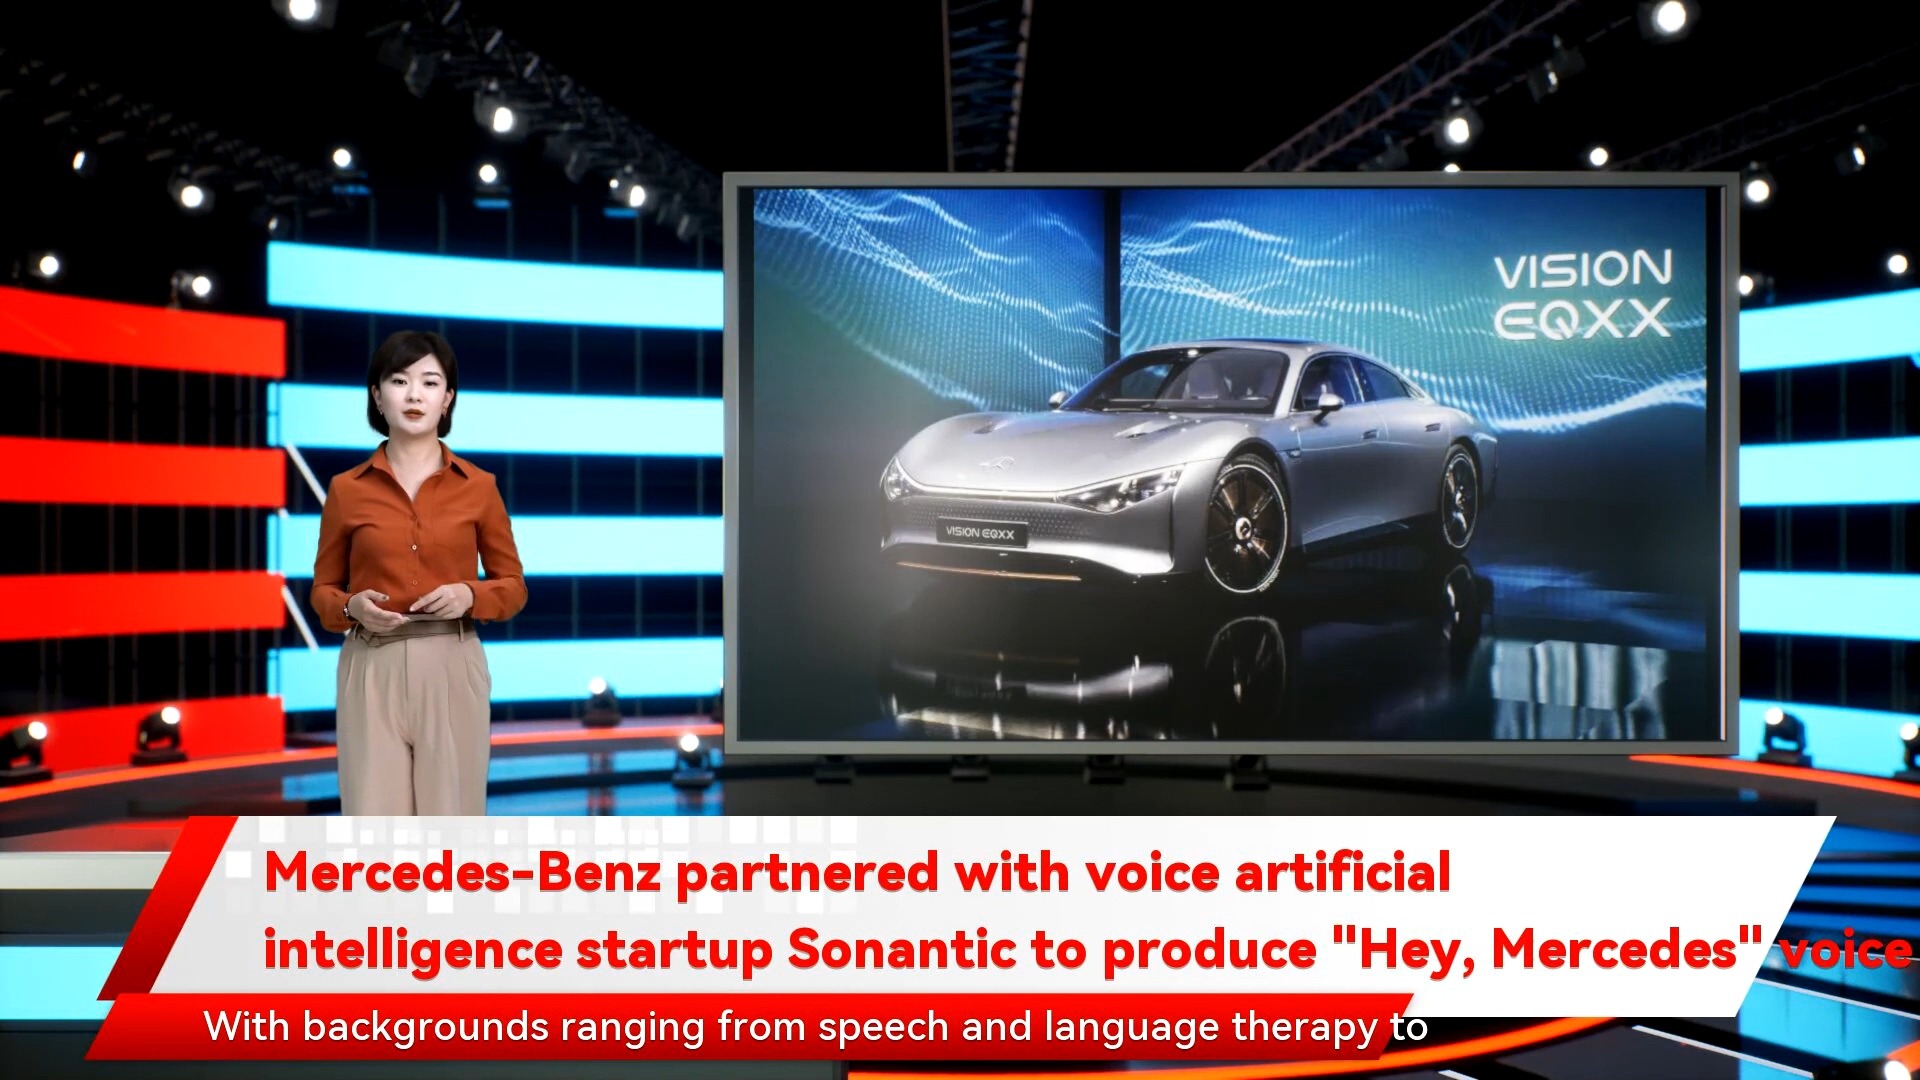 VISION
EQXX
VISION EQXX
Mercedes-Benz partnered with voice artificial
intelligence startup Sonantic to produce "Hey, Mercedes" voice
With backgrounds ranging from speech and language therapy to